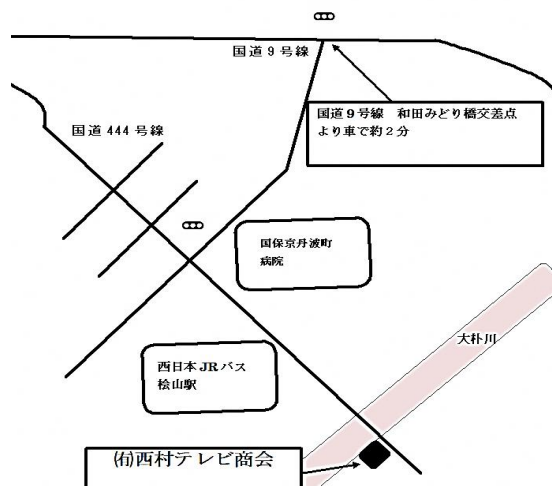 国道9号線
国道9号線 和田みどり橋交差点
より車で約2分
国道444号線
国保京丹波町
病院
大朴川
西日本JRバス
桧山駅
㈲西村テレビ商会